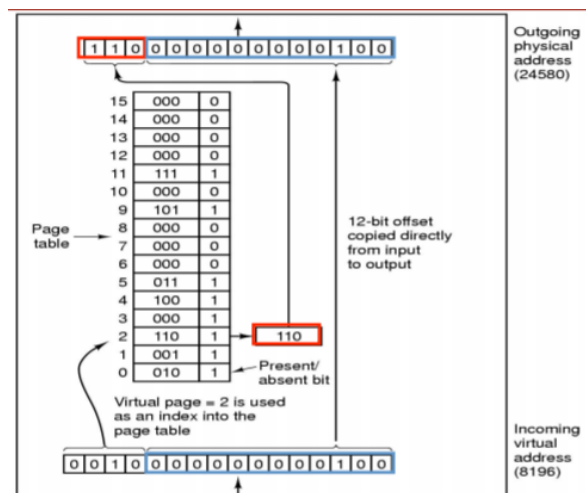 1 1 0 0 0 0 0 0 0 0 0 0 1 0 0
Outgoing
physical
address
(24580)
15 000 0
14 000 0
13 000 0
12 000 0
11 111 1
10 000 0
9 101 1
8 000 0
7 000 0
6 000 0
5 011 1
4 100 1
3 000 1
2 110 1
1 001 1
0 010 1
Page
table
110
12-bit offset
copied directly
from input
to output
Present/
absent bit
Virtual page = 2 is used
as an index into the
page table
Incoming
virtual
address
(8196)
0 0 1 0 0 0 0 0 0 0 0 0 0 1 0 0